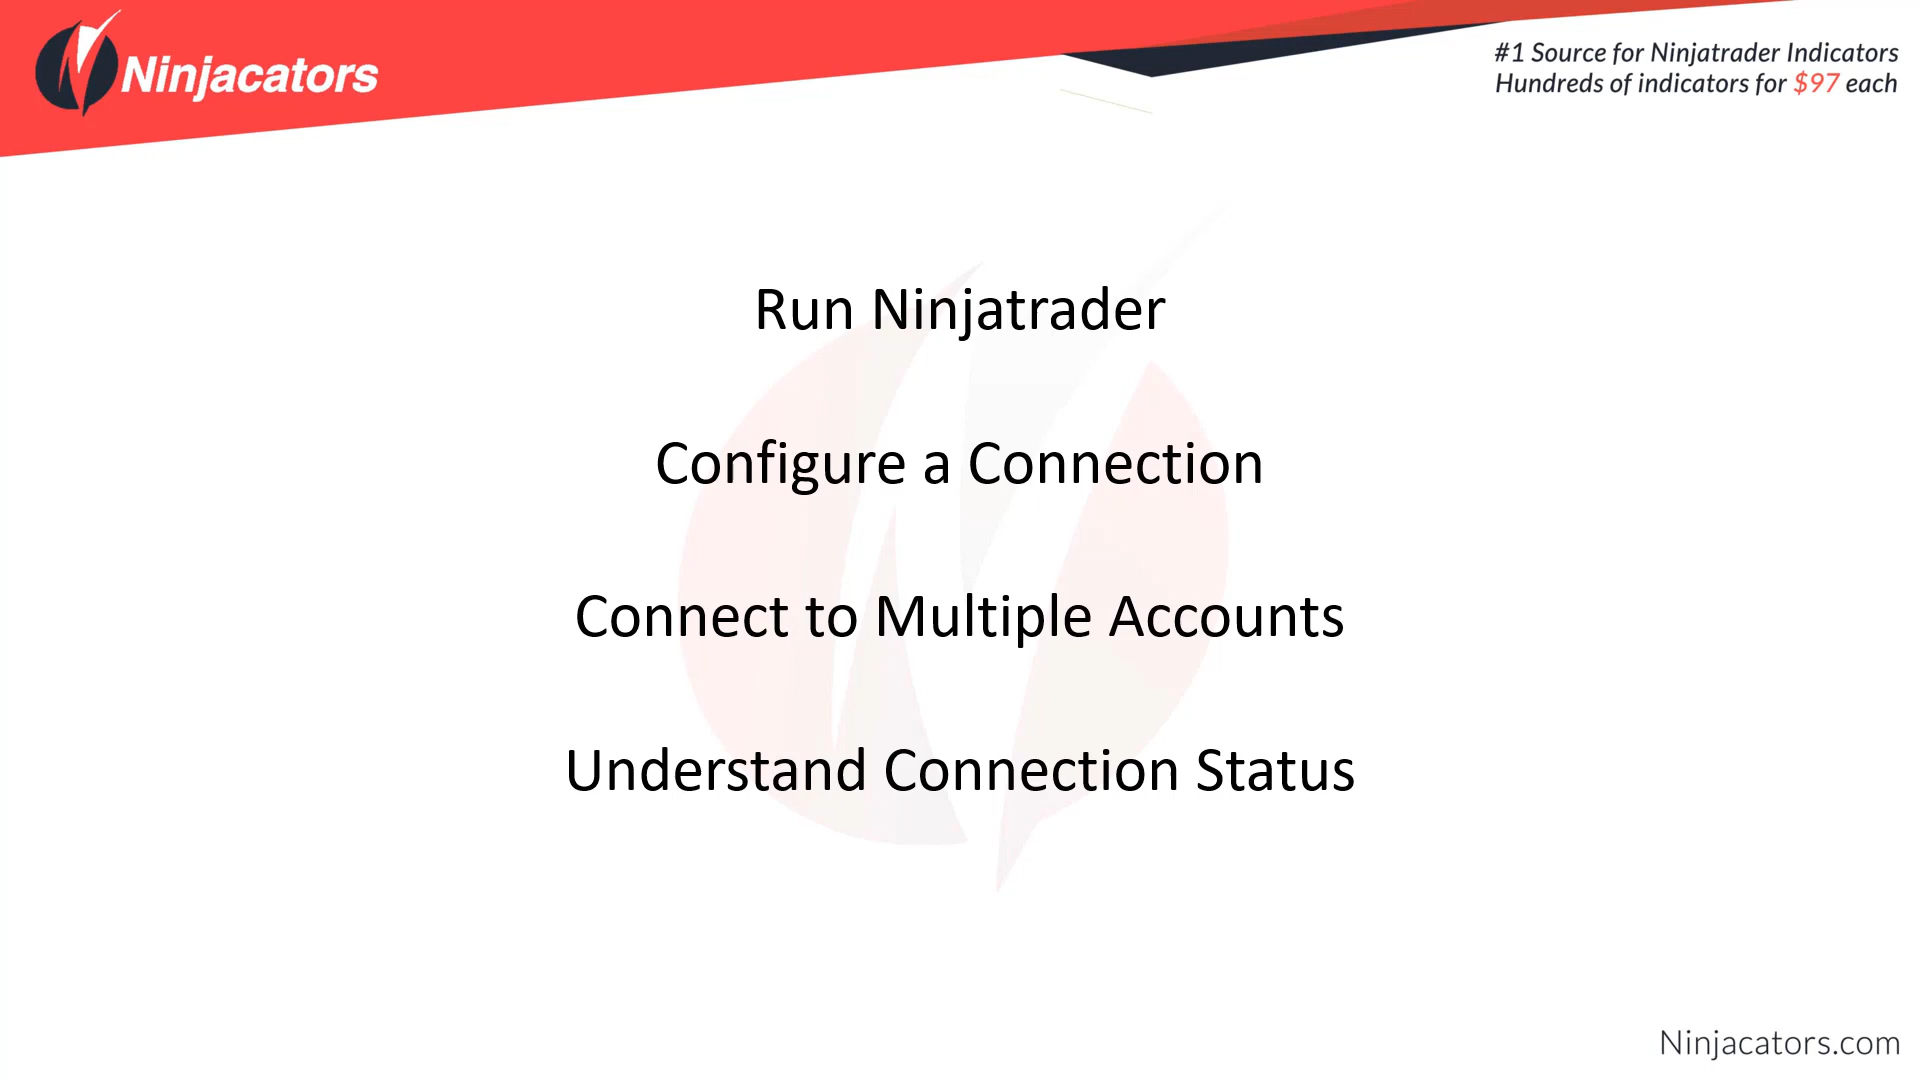 Ninjacators
#1 Source for Ninjatrader Indicators
Hundreds of indicators for $97 each
Run Ninjatrader
Configure a Connection
Connect to Multiple Accounts
Understand Connection Status
Ninjacators.com